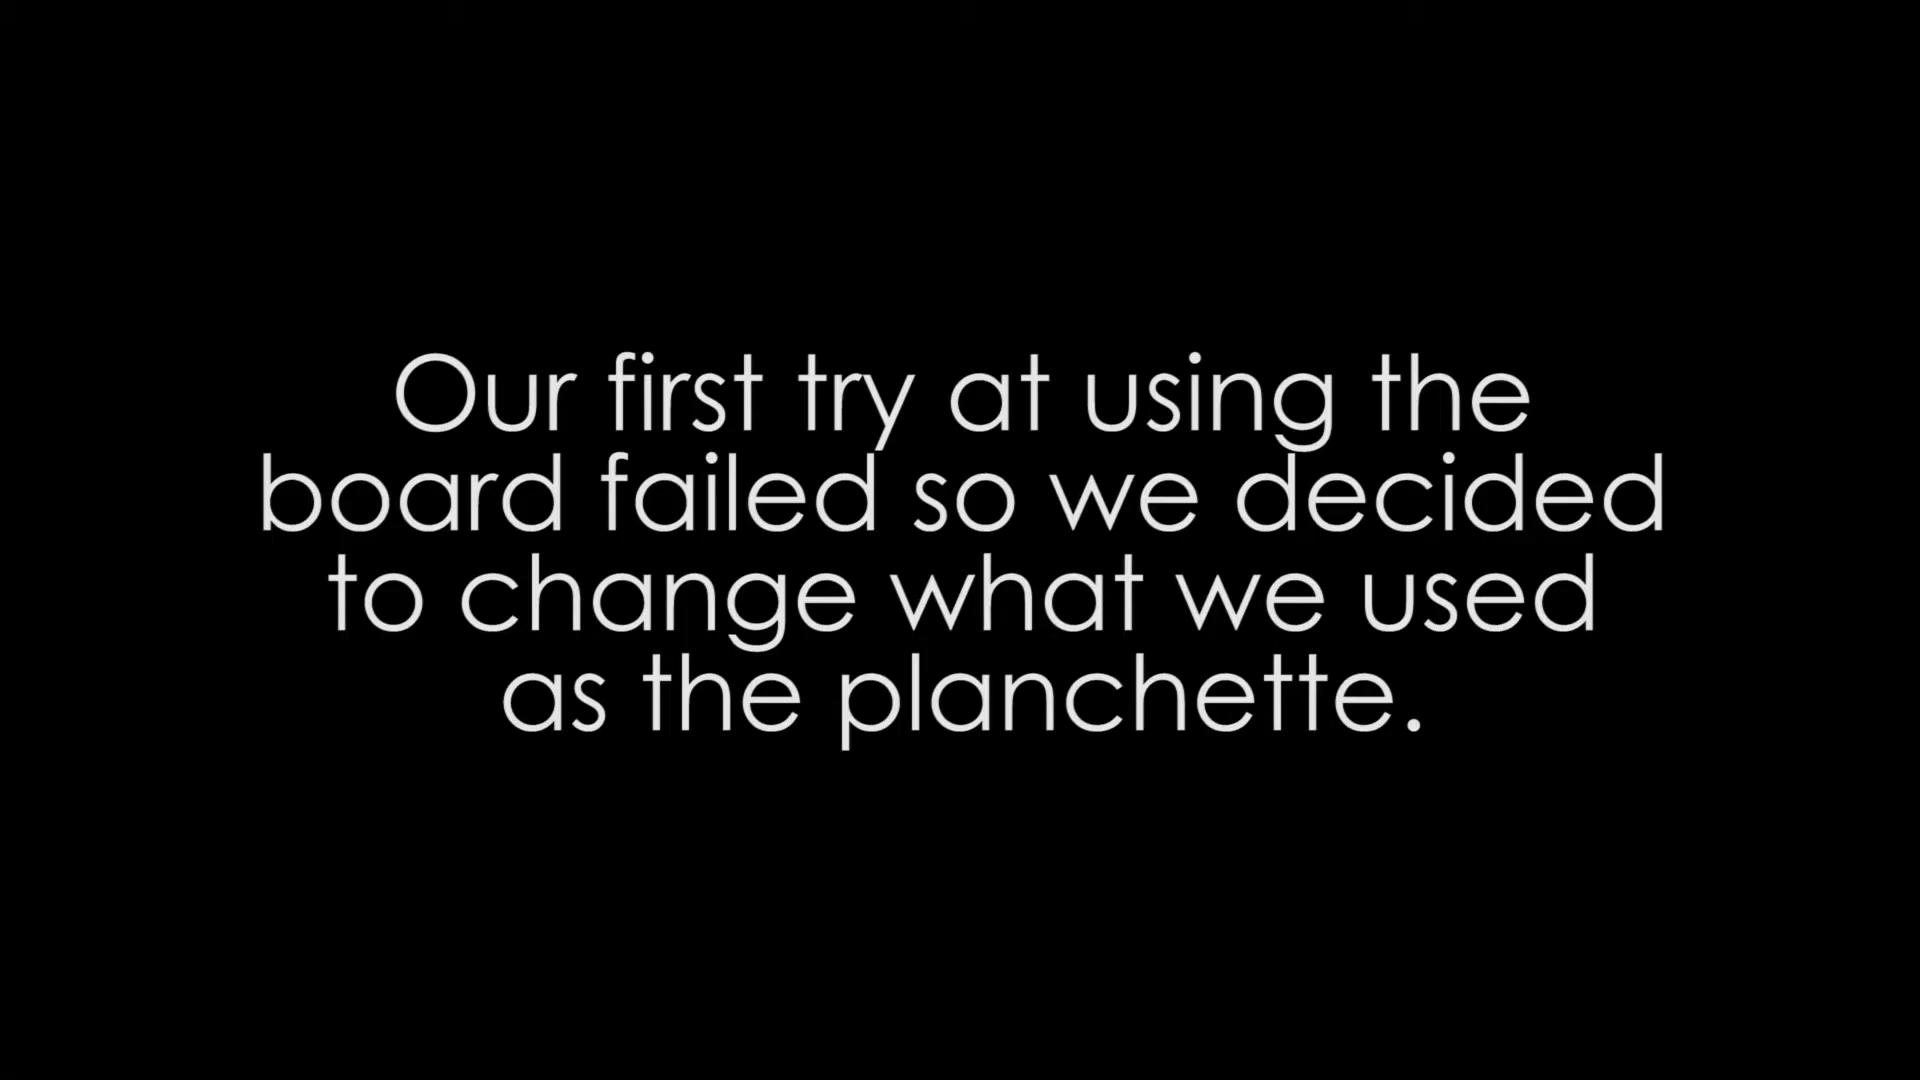 Our first try at using the
board failed so we decided
to change what we used
as the planchette.